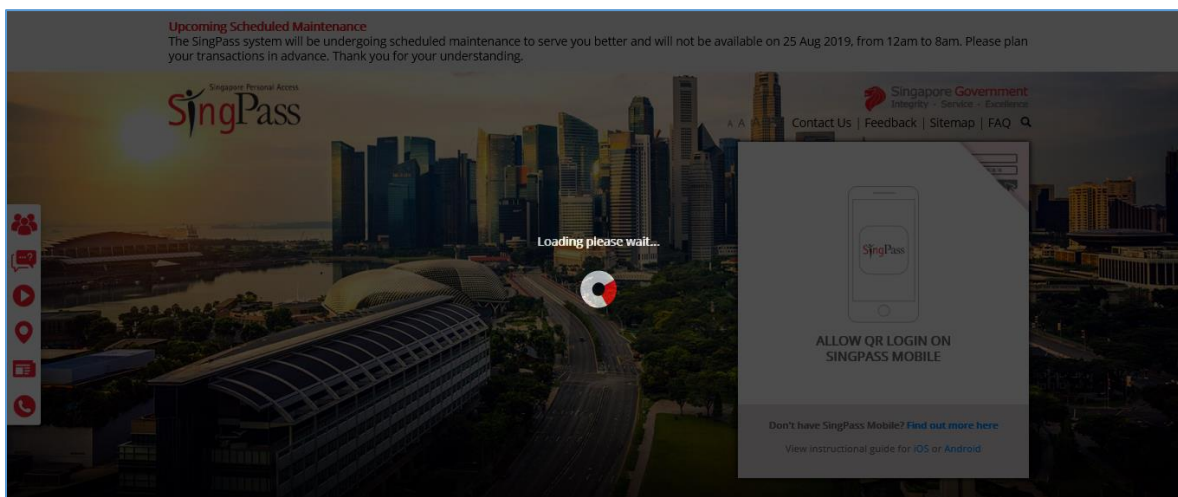 Upcoming Scheduled Maintenance
The SingPass system will be undergoing scheduled maintenance to serve you better and will not be available on 25 Aug 2019, from 12am to 8am. Please plan
your transactions in advance. Thank you for your understanding.
Singapore Personal Access
SingPass
Singapore Government
Integrity · Service · Excellence
A A Contact Us | Feedback | Sitemap | FAQ
Loading please wait...
SingPass
ALLOW QR LOGIN ON
SINGPASS MOBILE
Don't have SingPass Mobile? Find out more here
View instructional guide for iOS or Android